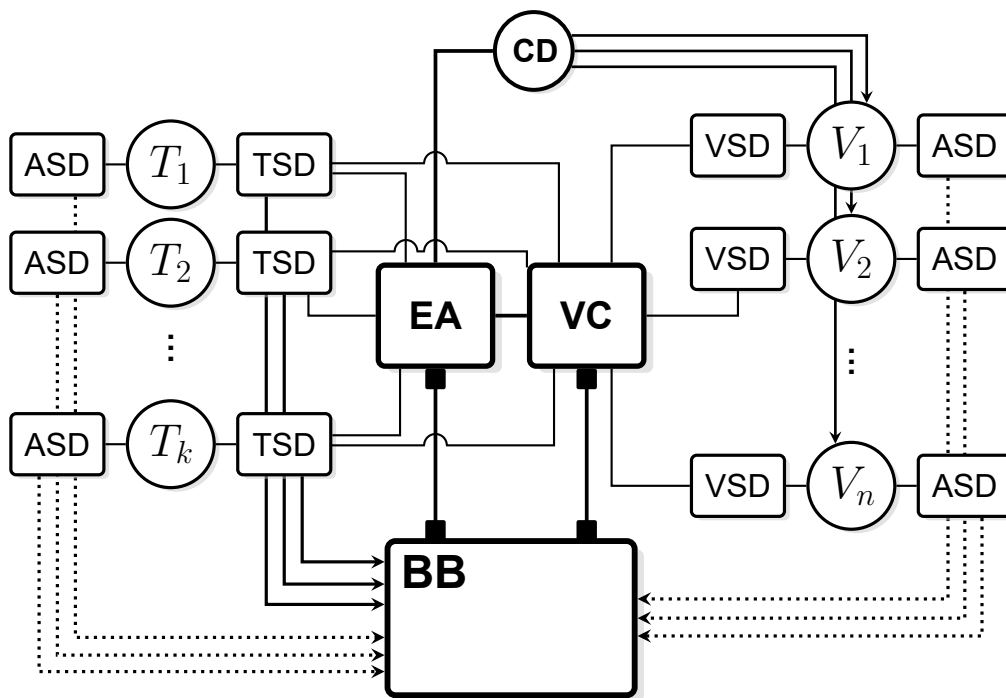 CD
ASD T₁ TSD VSD V₁ ASD
ASD T₂ TSD VSD V₂ ASD
EA VC
⋮ ⋮
ASD Tₖ TSD
VSD Vₙ ASD
BB